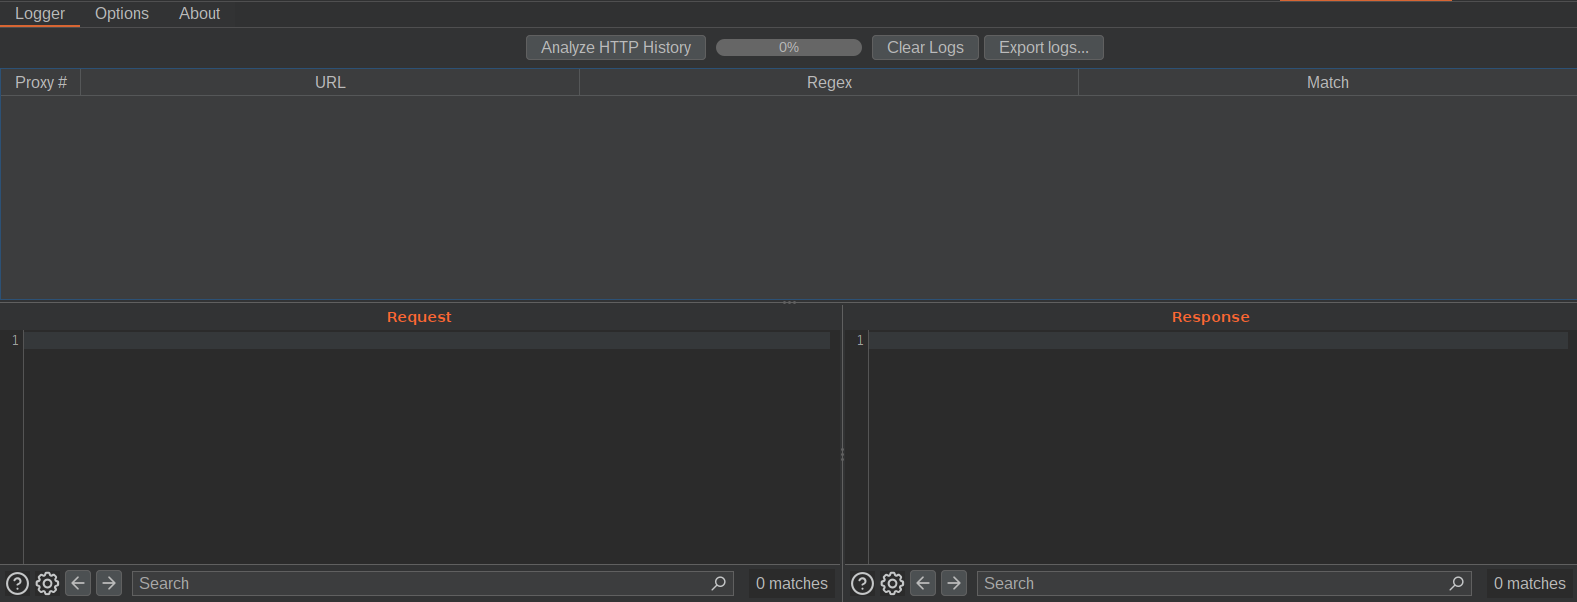 Logger Options About
Analyze HTTP History 0% Clear Logs Export logs...
Proxy # URL Regex Match
Request Response
1 1
Search 0 matches Search 0 matches